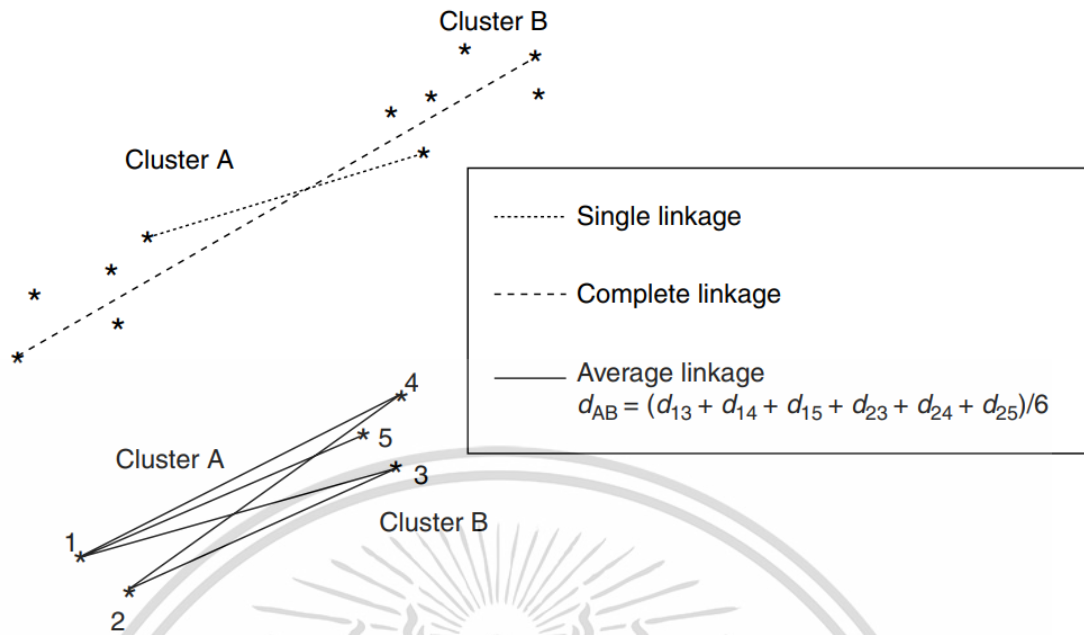 Cluster B
Cluster A
Single linkage
Complete linkage
Average linkage
d_AB = (d_13 + d_14 + d_15 + d_23 + d_24 + d_25)/6
4
5
Cluster A
3
Cluster B
1
2